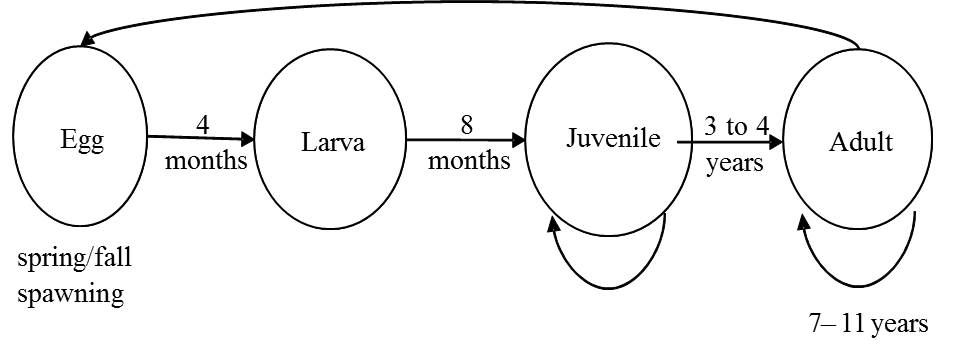 Egg
4
months
Larva
8
months
Juvenile
3 to 4
years
Adult
spring/fall
spawning
7– 11 years